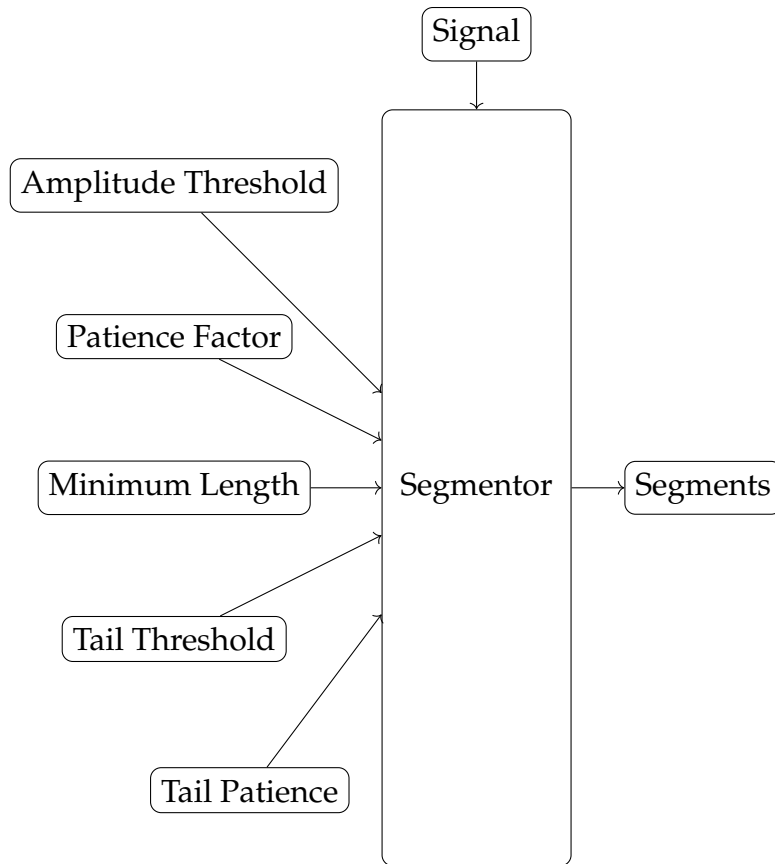 Signal
Amplitude Threshold
Patience Factor
Minimum Length
Segmentor
Segments
Tail Threshold
Tail Patience